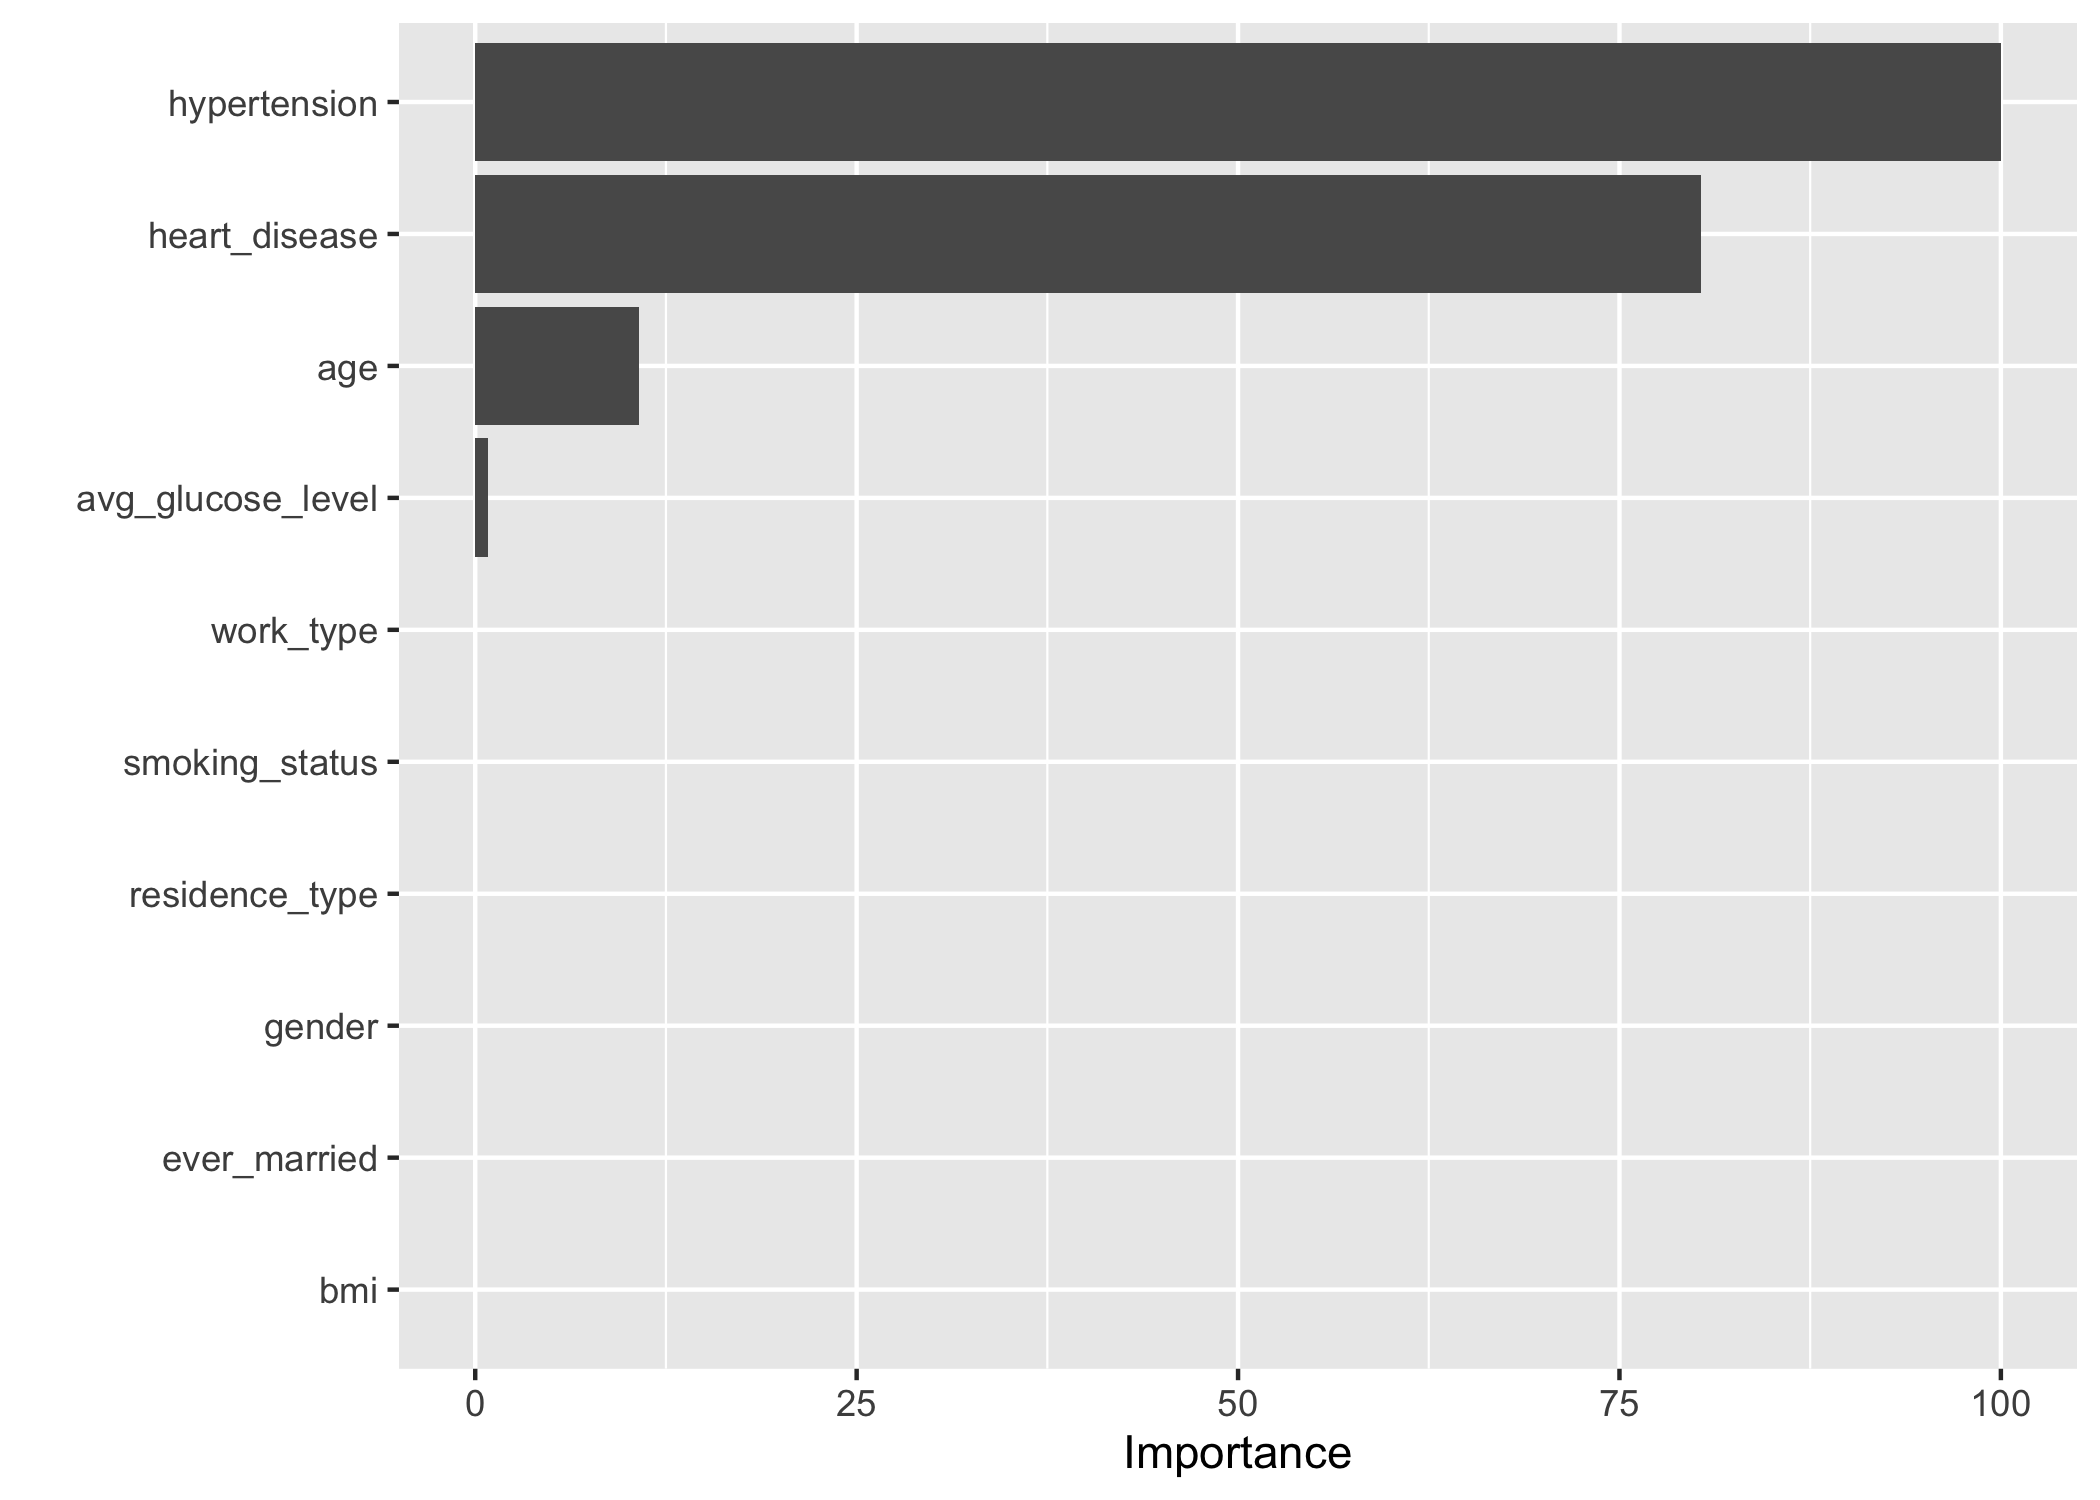 hypertension
heart_disease
age
avg_glucose_level
work_type
smoking_status
residence_type
gender
ever_married
bmi
0 25 50 75 100
Importance